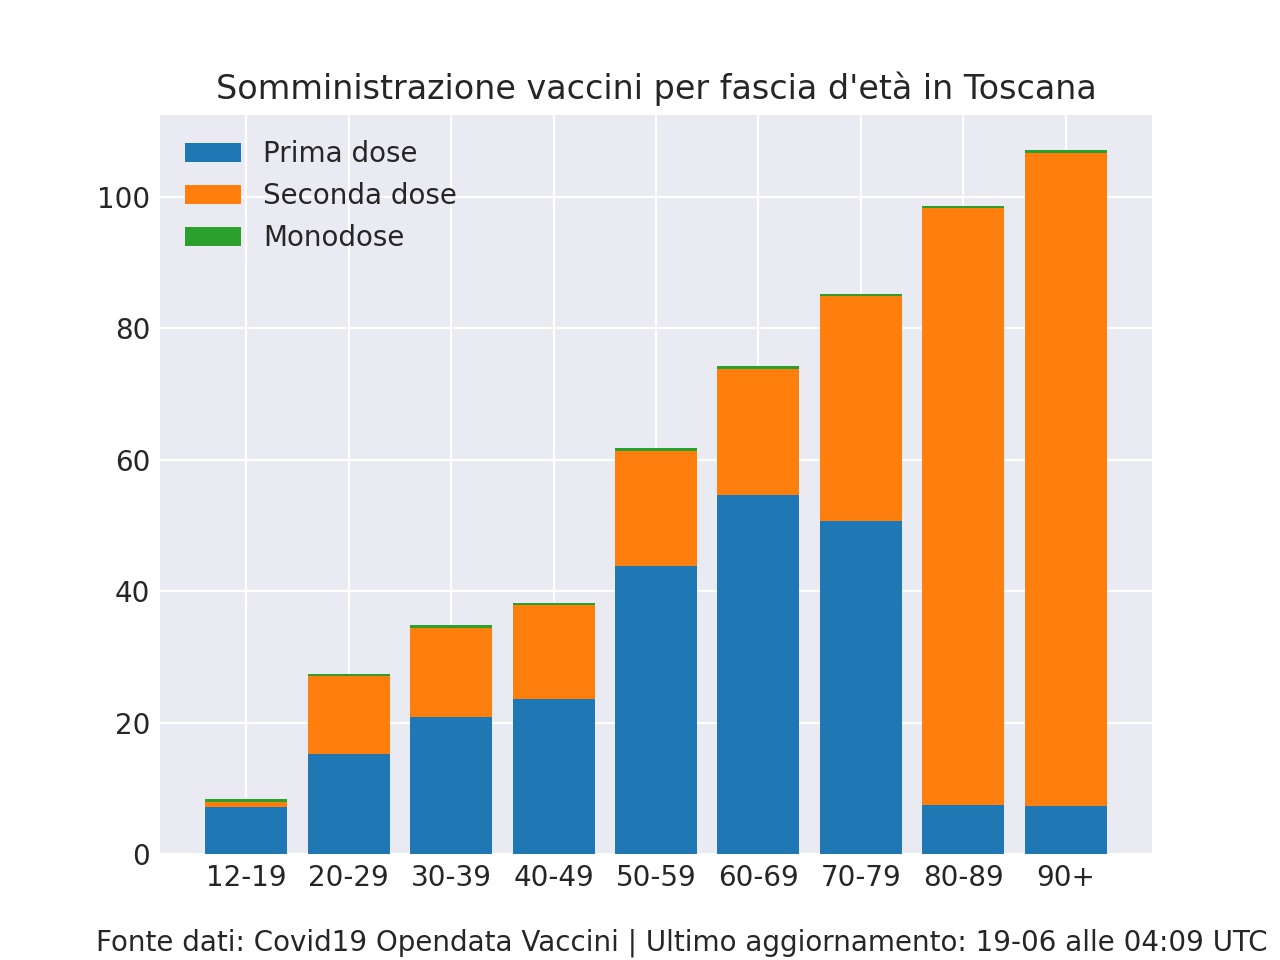 Somministrazione vaccini per fascia d'età in Toscana
Prima dose
Seconda dose
Monodose
100
80
60
40
20
0
12-19 20-29 30-39 40-49 50-59 60-69 70-79 80-89 90+
Fonte dati: Covid19 Opendata Vaccini | Ultimo aggiornamento: 19-06 alle 04:09 UTC